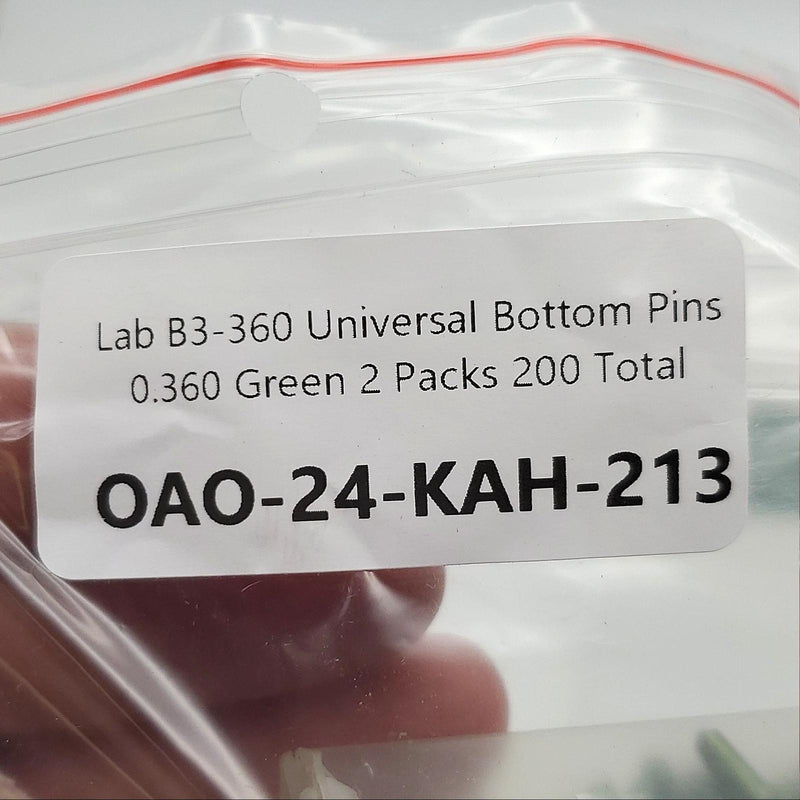 Lab B3-360 Universal Bottom Pins
0.360 Green 2 Packs 200 Total
OAO-24-KAH-213